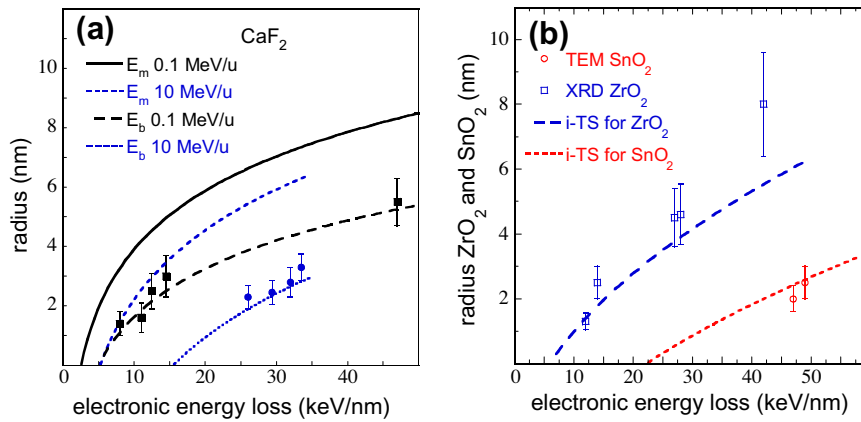 (a)
CaF₂
Eₘ 0.1 MeV/u
Eₘ 10 MeV/u
E_b 0.1 MeV/u
E_b 10 MeV/u
radius (nm)
10
8
6
4
2
0
10
20
30
40
electronic energy loss (keV/nm)
(b)
TEM SnO₂
XRD ZrO₂
i-TS for ZrO₂
i-TS for SnO₂
radius ZrO₂ and SnO₂ (nm)
10
8
6
4
2
0
10
20
30
40
50
electronic energy loss (keV/nm)